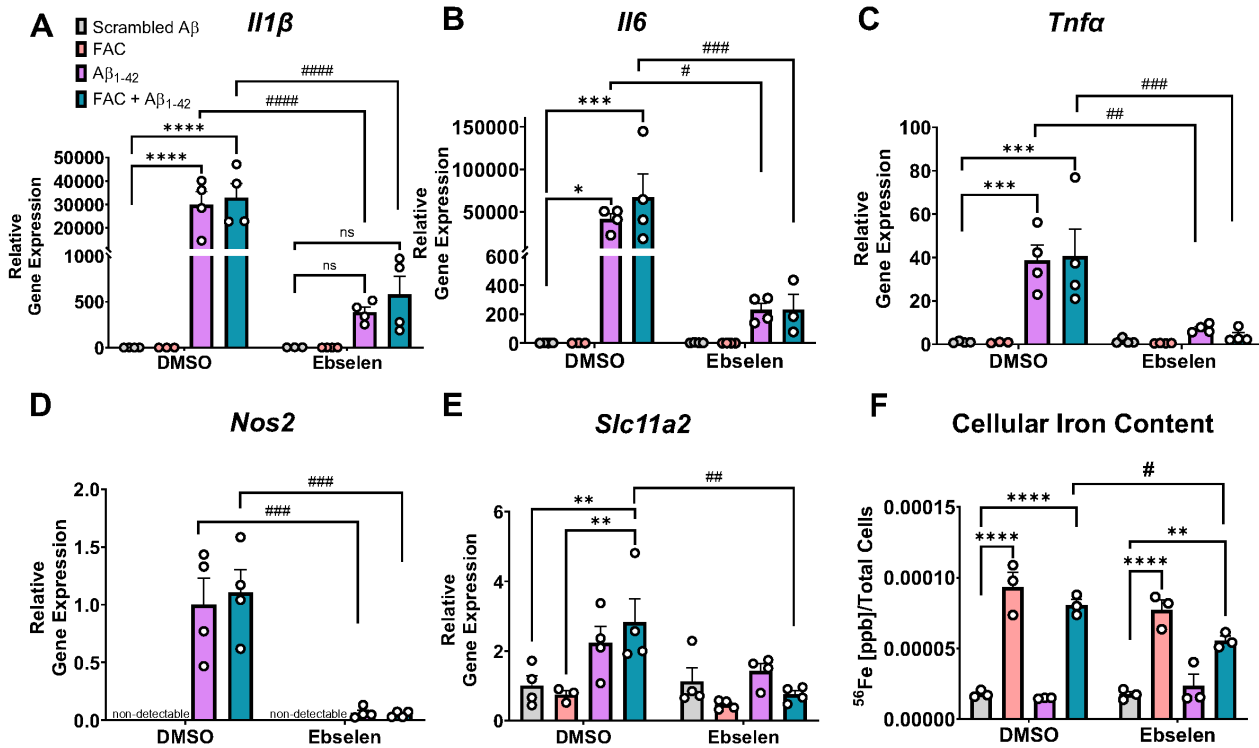 A
Il1β
Scrambled Aβ
FAC
Aβ1-42
FAC + Aβ1-42
####
####
****
****
ns
ns
Relative
Gene Expression
50000
40000
30000
20000
10000
1000
500
0
DMSO
Ebselen
B
Il6
###
#
***
*
Relative
Gene Expression
150000
100000
50000
600
400
200
0
DMSO
Ebselen
C
Tnfα
###
##
***
***
Relative
Gene Expression
100
80
60
40
20
0
DMSO
Ebselen
D
Nos2
###
###
Relative
Gene Expression
2.0
1.5
1.0
0.5
0.0
non-detectable
non-detectable
DMSO
Ebselen
E
Slc11a2
##
**
**
Relative
Gene Expression
6
4
2
0
DMSO
Ebselen
F
Cellular Iron Content
#
****
****
**
****
56Fe [ppb]/Total Cells
0.00015
0.00010
0.00005
0.00000
DMSO
Ebselen